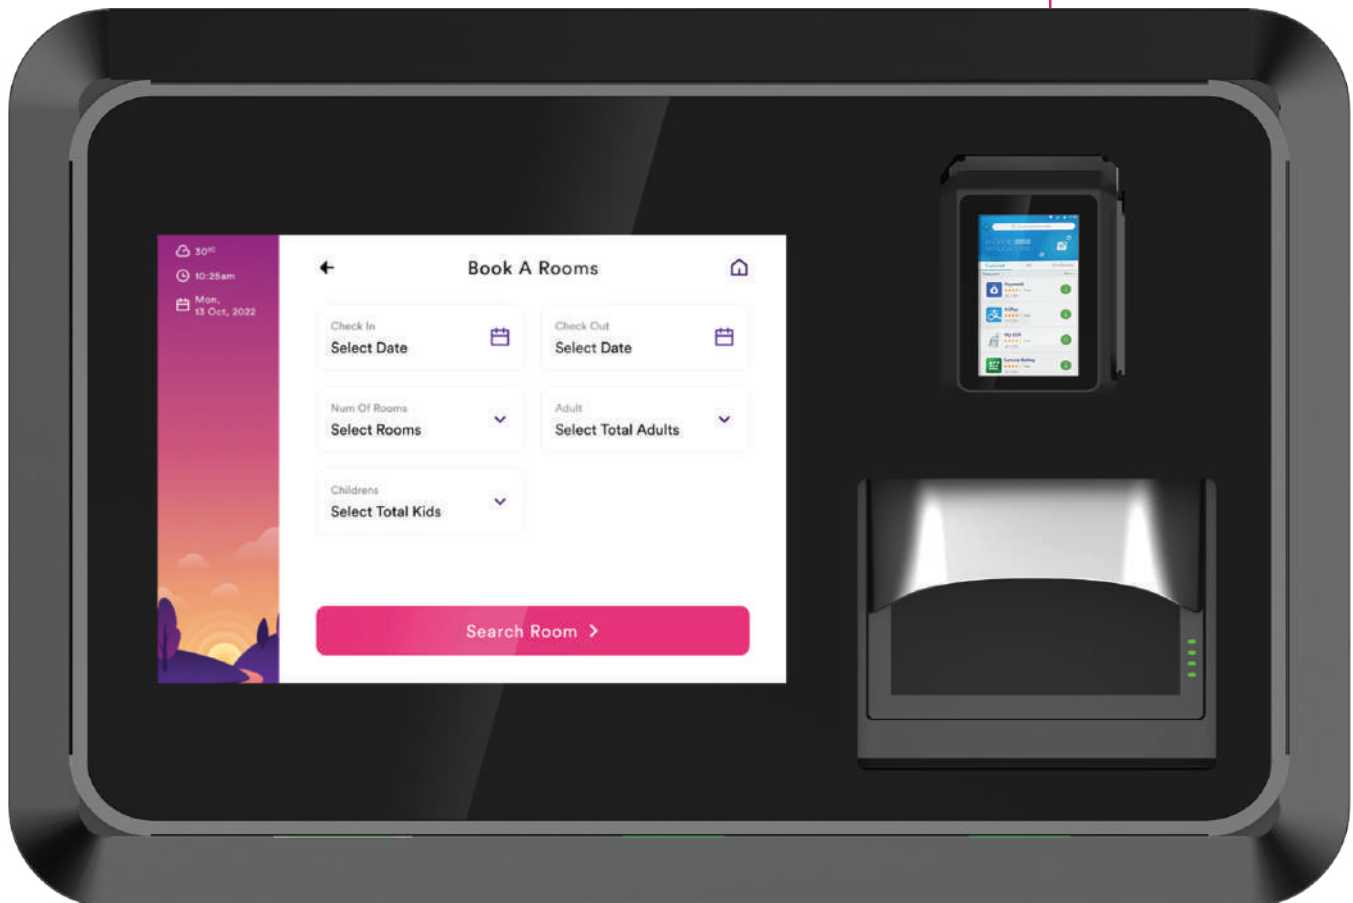 30°C
10:25am
Mon,
13 Oct, 2022
Book A Rooms
Check In
Select Date
Check Out
Select Date
Num Of Rooms
Select Rooms
Adult
Select Total Adults
Childrens
Select Total Kids
Search Room
Payment